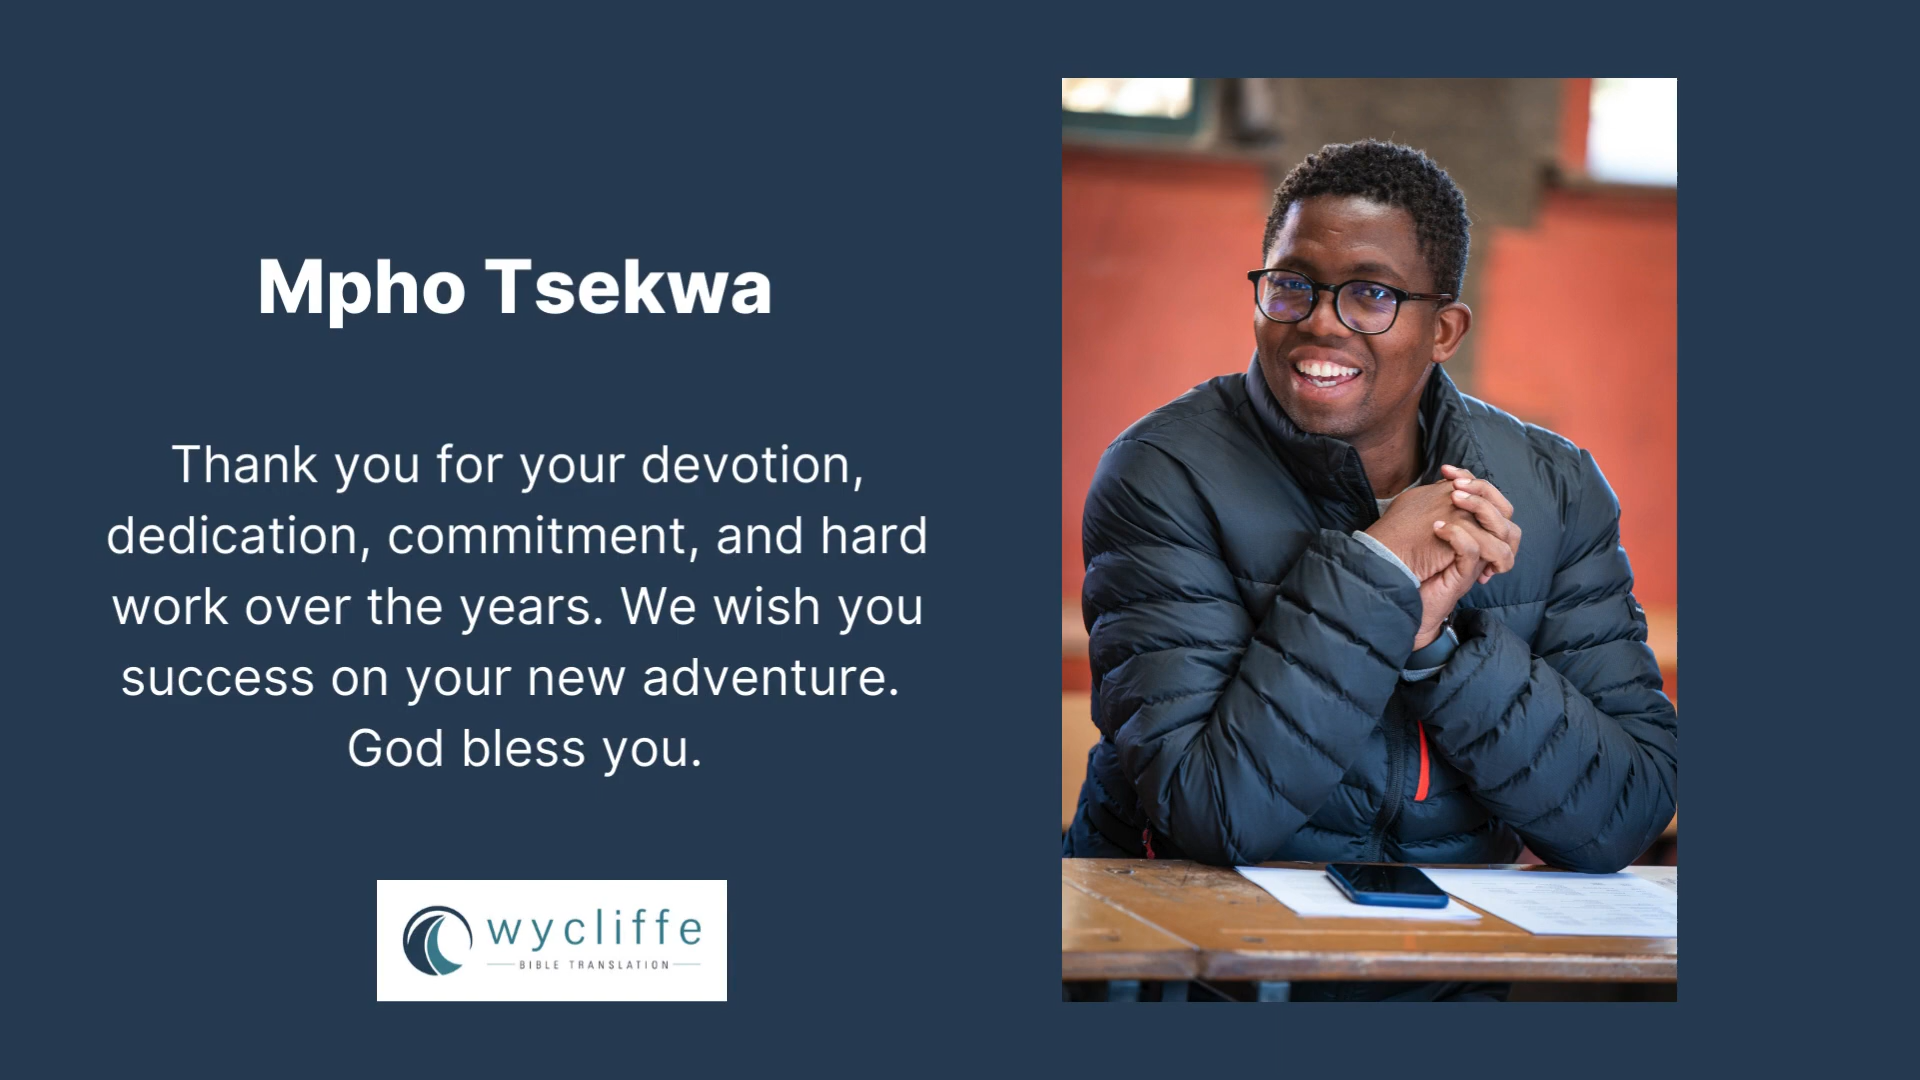 Mpho Tsekwa
Thank you for your devotion,
dedication, commitment, and hard
work over the years. We wish you
success on your new adventure.
God bless you.
wycliffe
BIBLE TRANSLATION